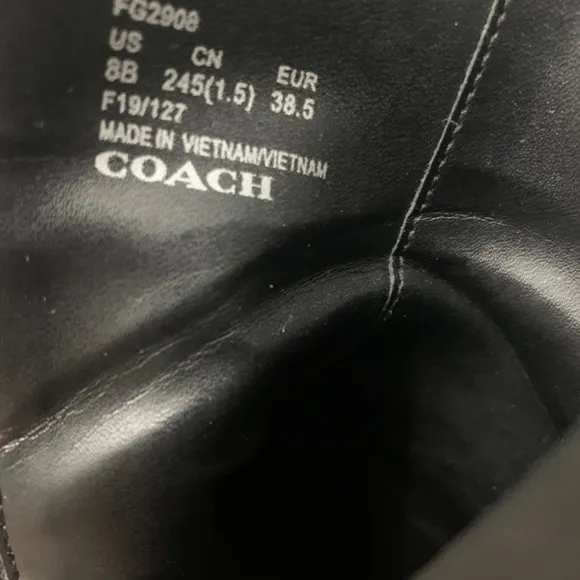 FG2908
US CN EUR
8B 245(1.5) 38.5
F19/127
MADE IN VIETNAM/VIETNAM
COACH